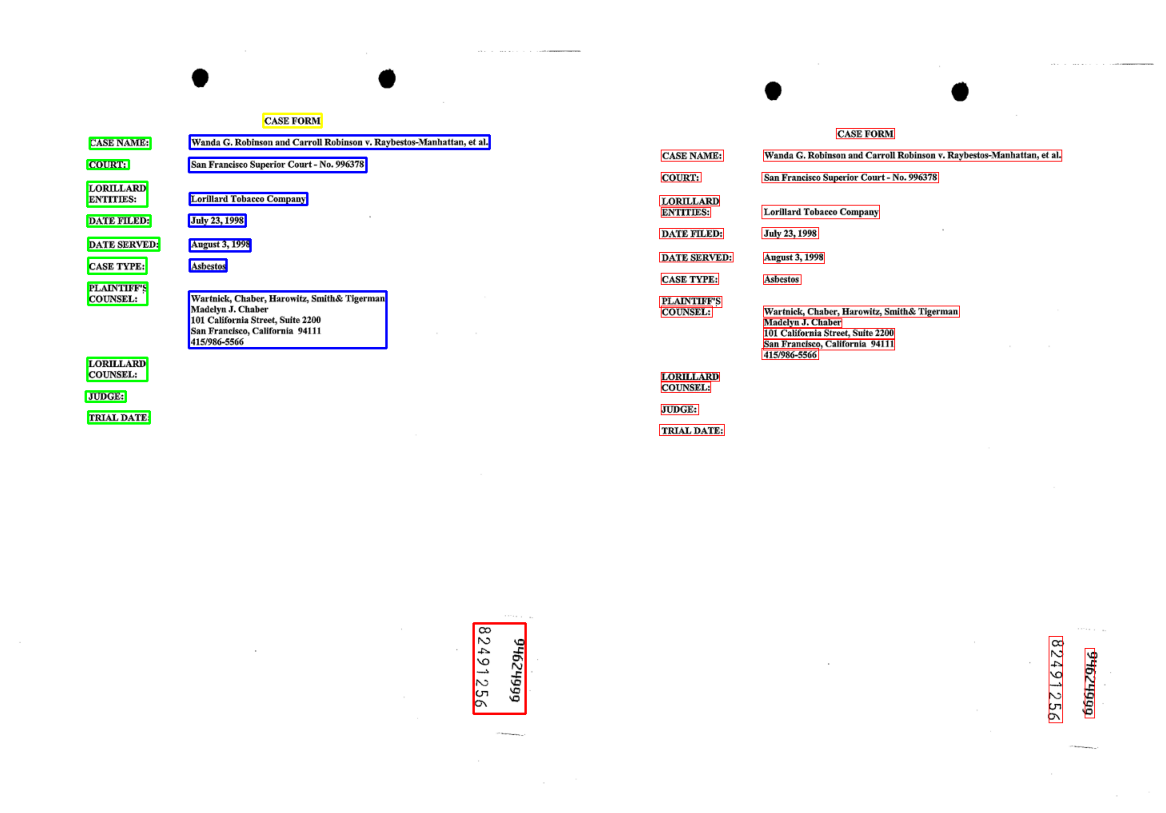 CASE FORM
CASE NAME: Wanda G. Robinson and Carroll Robinson v. Raybestos-Manhattan, et al.
COURT: San Francisco Superior Court - No. 996378
LORILLARD
ENTITIES: Lorillard Tobacco Company
DATE FILED: July 23, 1998
DATE SERVED: August 3, 1998
CASE TYPE: Asbestos
PLAINTIFF'S
COUNSEL: Wartnick, Chaber, Harowitz, Smith& Tigerman
Madelyn J. Chaber
101 California Street, Suite 2200
San Francisco, California 94111
415/986-5566
LORILLARD
COUNSEL:
JUDGE:
TRIAL DATE:
82491256
94624999
CASE FORM
CASE NAME: Wanda G. Robinson and Carroll Robinson v. Raybestos-Manhattan, et al.
COURT: San Francisco Superior Court - No. 996378
LORILLARD
ENTITIES: Lorillard Tobacco Company
DATE FILED: July 23, 1998
DATE SERVED: August 3, 1998
CASE TYPE: Asbestos
PLAINTIFF'S
COUNSEL: Wartnick, Chaber, Harowitz, Smith& Tigerman
Madelyn J. Chaber
101 California Street, Suite 2200
San Francisco, California 94111
415/986-5566
LORILLARD
COUNSEL:
JUDGE:
TRIAL DATE:
82491256
94624999